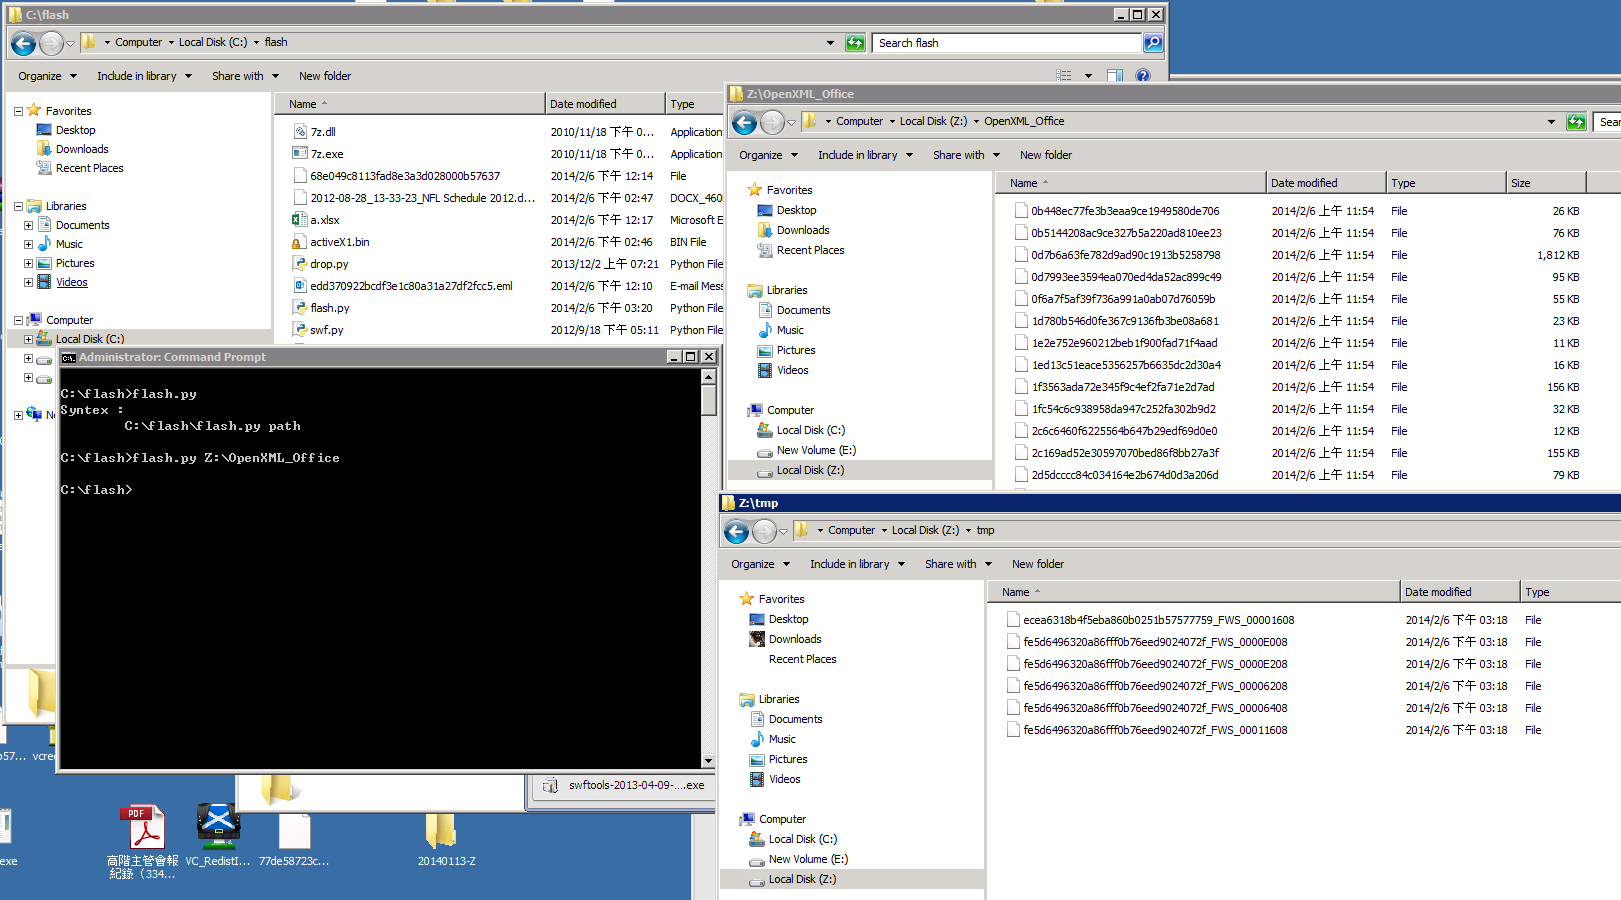 C:\flash
Computer Local Disk (C:) flash
Search flash
Organize Include in library Share with New folder
Favorites
Desktop
Downloads
Recent Places
Libraries
Documents
Music
Pictures
Videos
Computer
Local Disk (C:)
Name Date modified Type
7z.dll 2010/11/18 下午 0... Application
7z.exe 2010/11/18 下午 0... Application
68e049c8113fad8e3a3d028000b57637 2014/2/6 下午 12:14 File
2012-08-28_13-33-23_NFL Schedule 2012.d... 2014/2/6 下午 02:47 DOCX_460
a.xlsx 2014/2/6 下午 12:17 Microsoft E
activeX1.bin 2014/2/6 下午 02:46 BIN File
drop.py 2013/12/2 上午 07:21 Python File
edd370922bcdf3e1c80a31a27df2fcc5.eml 2014/2/6 下午 12:10 E-mail Mess
flash.py 2014/2/6 下午 03:20 Python File
swf.py 2012/9/18 下午 05:11 Python File
Administrator: Command Prompt
C:\flash>flash.py
Syntex :
C:\flash\flash.py path
C:\flash>flash.py Z:\OpenXML_Office
C:\flash>
Z:\OpenXML_Office
Computer Local Disk (Z:) OpenXML_Office
Sear
Organize Include in library Share with New folder
Favorites
Desktop
Downloads
Recent Places
Libraries
Documents
Music
Pictures
Videos
Computer
Local Disk (C:)
New Volume (E:)
Local Disk (Z:)
Name Date modified Type Size
0b448ec77fe3b3eaa9ce1949580de706 2014/2/6 上午 11:54 File 26 KB
0b5144208ac9ce327b5a220ad810ee23 2014/2/6 上午 11:54 File 76 KB
0d7b6a63fe782d9ad90c1913b5258798 2014/2/6 上午 11:54 File 1,812 KB
0d7993ee3594ea070ed4da52ac899c49 2014/2/6 上午 11:54 File 95 KB
0f6a7f5af39f736a991a0ab07d76059b 2014/2/6 上午 11:54 File 55 KB
1d780b546d0fe367c9136fb3be08a681 2014/2/6 上午 11:54 File 23 KB
1e2e752e960212beb1f900fad71f4aad 2014/2/6 上午 11:54 File 11 KB
1ed13c51eace5356257b6635dc2d30a4 2014/2/6 上午 11:54 File 16 KB
1f3563ada72e345f9c4ef2fa71e2d7ad 2014/2/6 上午 11:54 File 156 KB
1fc54c6c938958da947c252fa302b9d2 2014/2/6 上午 11:54 File 32 KB
2c6c6460f6225564b647b29edf69d0e0 2014/2/6 上午 11:54 File 12 KB
2c169ad52e30597070bed86f8bb27a3f 2014/2/6 上午 11:54 File 155 KB
2d5dcccc84c034164e2b674d0d3a206d 2014/2/6 上午 11:54 File 79 KB
Z:\tmp
Computer Local Disk (Z:) tmp
Organize Include in library Share with New folder
Favorites
Desktop
Downloads
Recent Places
Libraries
Documents
Music
Pictures
Videos
Computer
Local Disk (C:)
New Volume (E:)
Local Disk (Z:)
Name Date modified Type
ecea6318b4f5eba860b0251b57577759_FWS_00001608 2014/2/6 下午 03:18 File
fe5d6496320a86fff0b76eed9024072f_FWS_0000E008 2014/2/6 下午 03:18 File
fe5d6496320a86fff0b76eed9024072f_FWS_0000E208 2014/2/6 下午 03:18 File
fe5d6496320a86fff0b76eed9024072f_FWS_00006208 2014/2/6 下午 03:18 File
fe5d6496320a86fff0b76eed9024072f_FWS_00006408 2014/2/6 下午 03:18 File
fe5d6496320a86fff0b76eed9024072f_FWS_00011608 2014/2/6 下午 03:18 File
swftools-2013-04-09-....exe
PDF
高階主管會報
紀錄（334...
VC_RedistI...
77de58723c...
20140113-Z